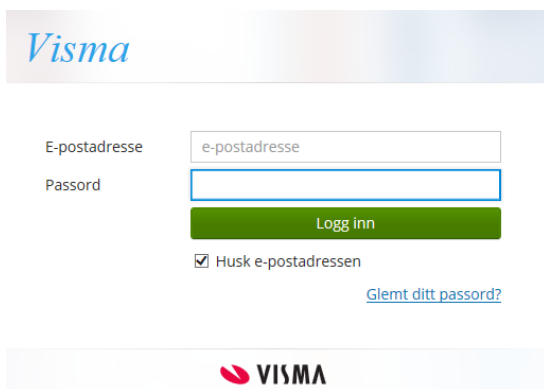 Visma
E-postadresse e-postadresse
Passord
Logg inn
Husk e-postadressen
Glemt ditt passord?
VISMA